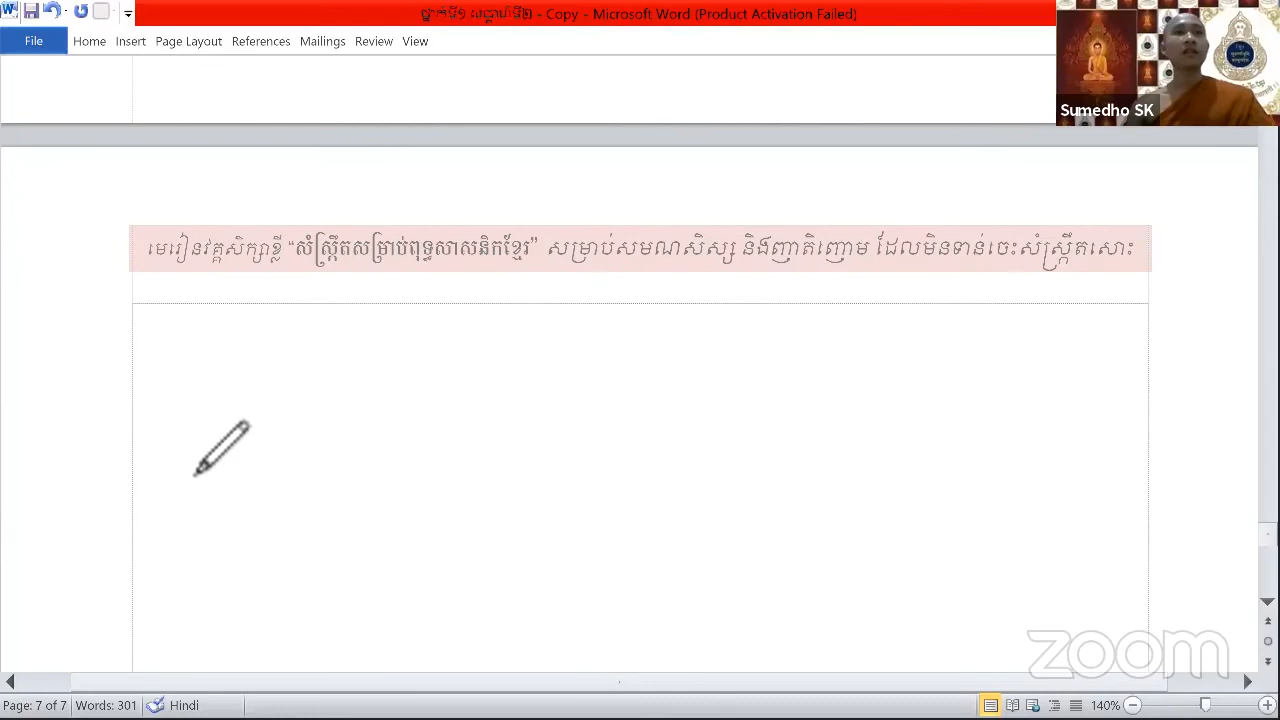 ថ្នាក់ទី១ សប្តាហ៍ទី២ - Copy - Microsoft Word (Product Activation Failed)
File Home Insert Page Layout References Mailings Review View
Sumedho SK
មេរៀនវគ្គសិក្សាខ្លី “សំស្ក្រឹតសម្រាប់ពុទ្ធសាសនិកខ្មែរ” សម្រាប់សមណសិស្ស និងញាតិញោម ដែលមិនទាន់ចេះសំស្ក្រឹតសោះ
zoom
Page: 7 of 7 Words: 301 Hindi 140%